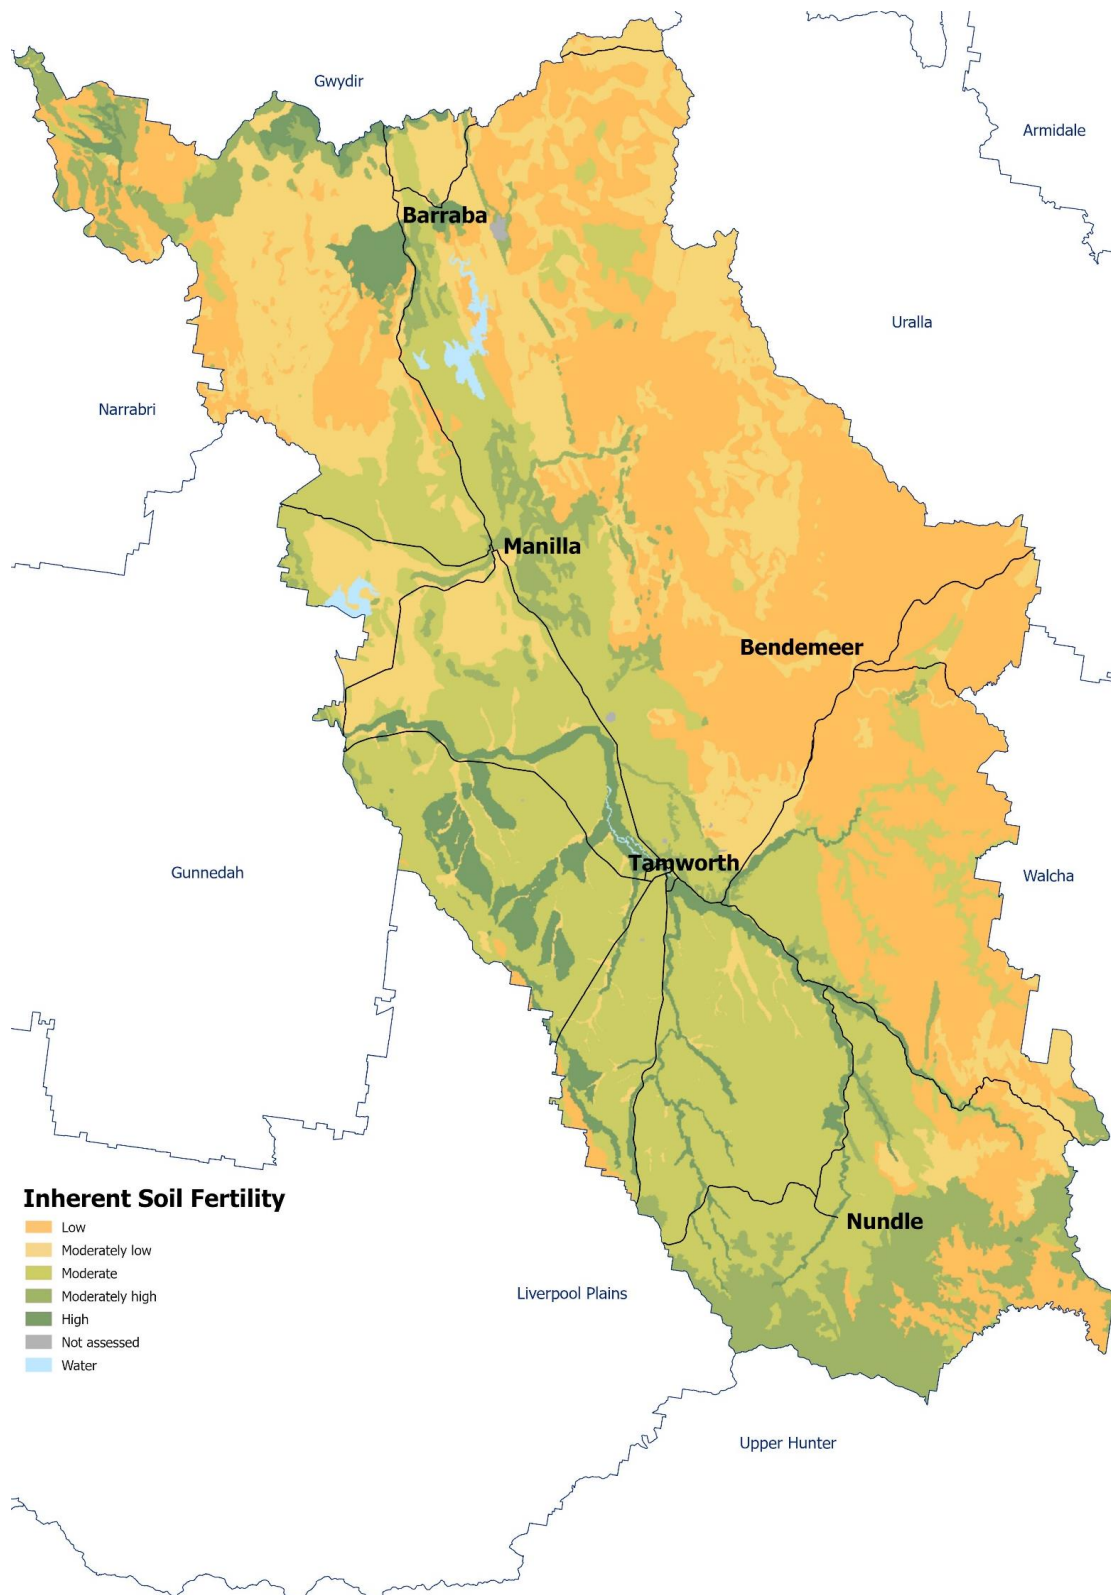 Gwydir
Armidale
Barraba
Uralla
Narrabri
Manilla
Bendemeer
Tamworth
Gunnedah
Walcha
Inherent Soil Fertility
Low
Moderately low
Moderate
Moderately high
High
Not assessed
Water
Nundle
Liverpool Plains
Upper Hunter